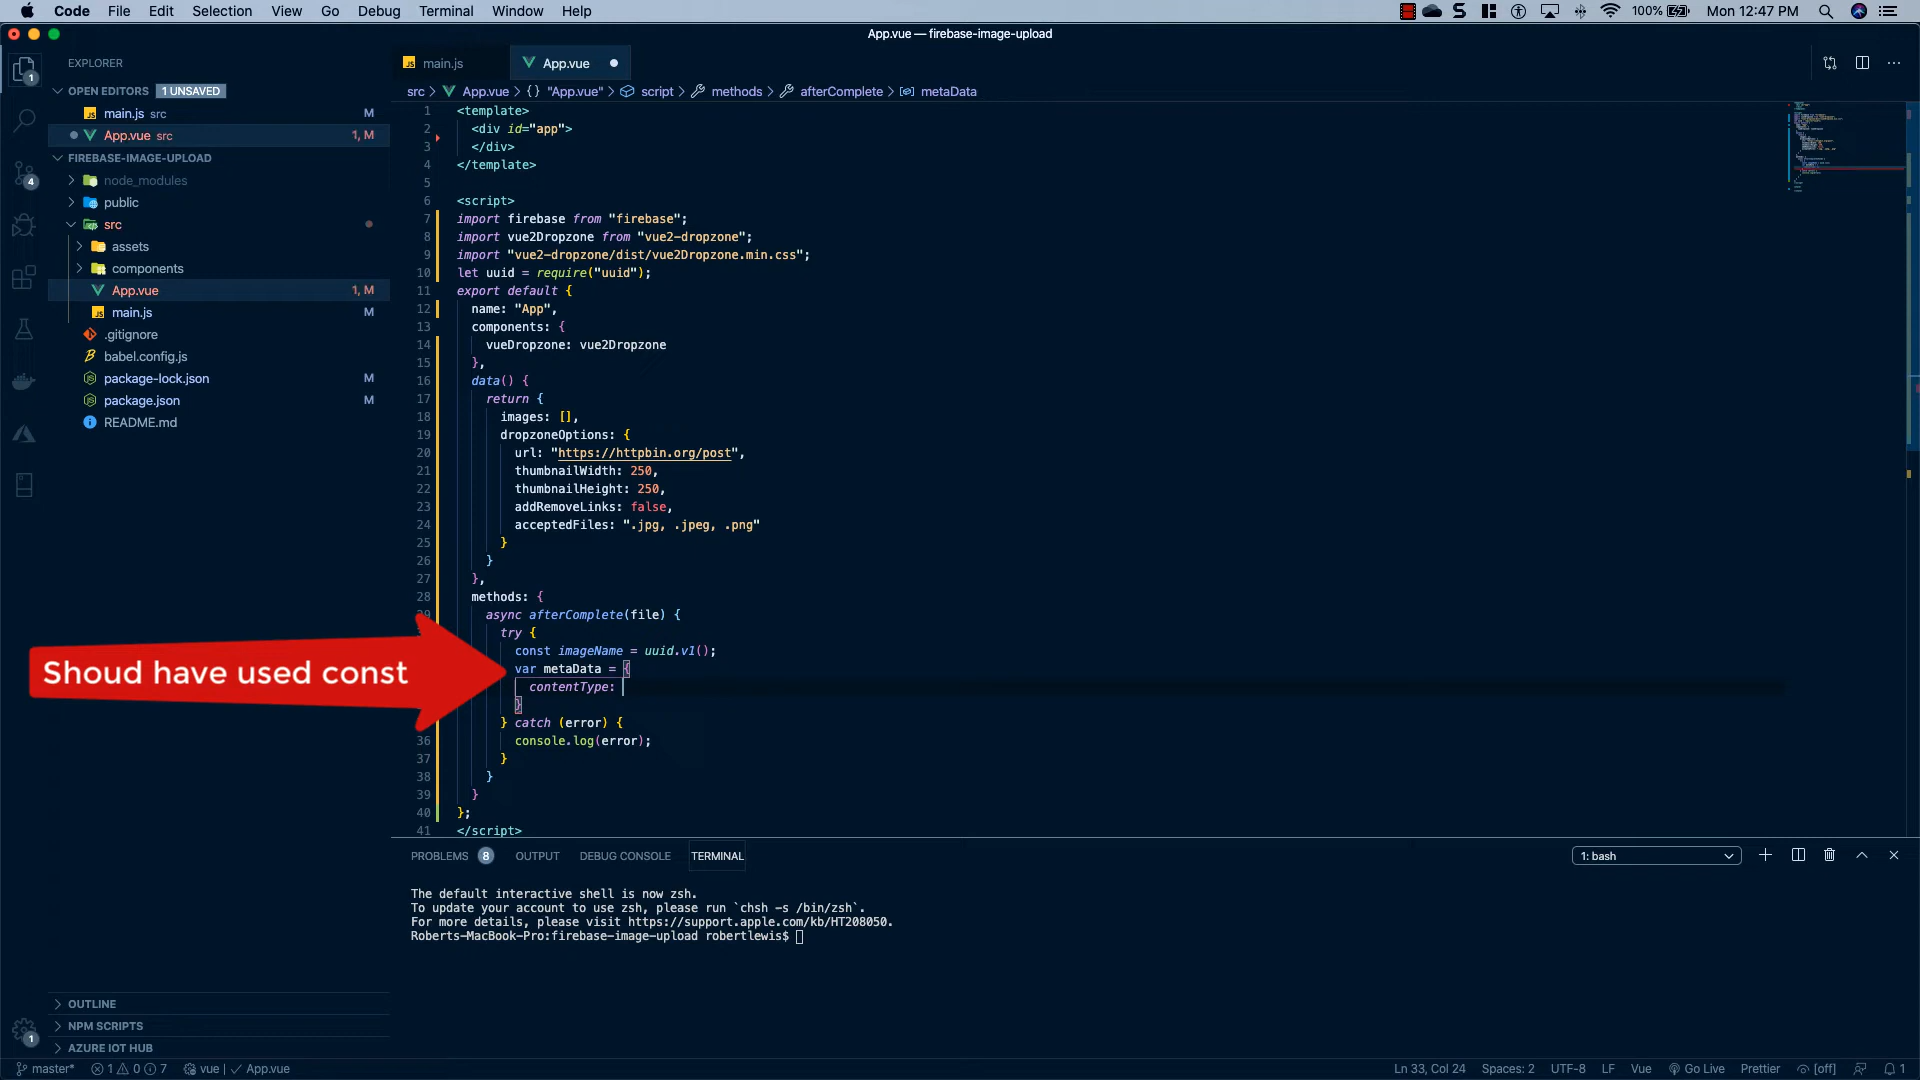 Code File Edit Selection View Go Debug Terminal Window Help
100% Mon 12:47 PM
App.vue — firebase-image-upload
EXPLORER
OPEN EDITORS 1 UNSAVED
main.js src M
App.vue src 1, M
FIREBASE-IMAGE-UPLOAD
node_modules
public
src
assets
components
App.vue 1, M
main.js M
.gitignore
babel.config.js
package-lock.json M
package.json M
README.md
OUTLINE
NPM SCRIPTS
AZURE IOT HUB
1
4
1
main.js App.vue
src > App.vue > {} "App.vue" > script > methods > afterComplete > metaData
1 <template>
2 <div id="app">
3 </div>
4 </template>
5
6 <script>
7 import firebase from "firebase";
8 import vue2Dropzone from "vue2-dropzone";
9 import "vue2-dropzone/dist/vue2Dropzone.min.css";
10 let uuid = require("uuid");
11 export default {
12 name: "App",
13 components: {
14 vueDropzone: vue2Dropzone
15 },
16 data() {
17 return {
18 images: [],
19 dropzoneOptions: {
20 url: "https://httpbin.org/post",
21 thumbnailWidth: 250,
22 thumbnailHeight: 250,
23 addRemoveLinks: false,
24 acceptedFiles: ".jpg, .jpeg, .png"
25 }
26 }
27 },
28 methods: {
29 async afterComplete(file) {
try {
const imageName = uuid.v1();
var metaData = {
contentType:
}
} catch (error) {
36 console.log(error);
37 }
38 }
39 }
40 };
41 </script>
Shoud have used const
PROBLEMS 8 OUTPUT DEBUG CONSOLE TERMINAL 1: bash
The default interactive shell is now zsh.
To update your account to use zsh, please run `chsh -s /bin/zsh`.
For more details, please visit https://support.apple.com/kb/HT208050.
Roberts-MacBook-Pro:firebase-image-upload robertlewis$
master* 1 0 7 vue | App.vue Ln 33, Col 24 Spaces: 2 UTF-8 LF Vue Go Live Prettier [off] 1